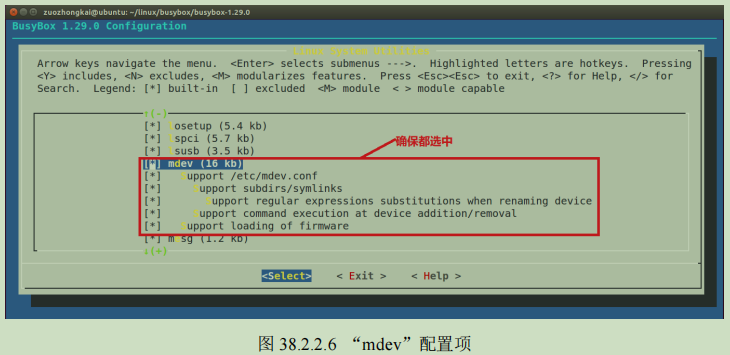 zuozhongkai@ubuntu: ~/linux/busybox/busybox-1.29.0
BusyBox 1.29.0 Configuration
Linux System Utilities
Arrow keys navigate the menu. <Enter> selects submenus --->. Highlighted letters are hotkeys. Pressing
<Y> includes, <N> excludes, <M> modularizes features. Press <Esc><Esc> to exit, <?> for Help, </> for
Search. Legend: [*] built-in [ ] excluded <M> module < > module capable
↕(-)
[*] losetup (5.4 kb)
[*] lspci (5.7 kb)
[*] lsusb (3.5 kb)
确保都选中
[*] mdev (16 kb)
[*] Support /etc/mdev.conf
[*] Support subdirs/symlinks
[*] Support regular expressions substitutions when renaming device
[*] Support command execution at device addition/removal
[*] Support loading of firmware
[*] mesg (1.2 kb)
↕(+)
<Select> < Exit > < Help >
图 38.2.2.6 “mdev”配置项